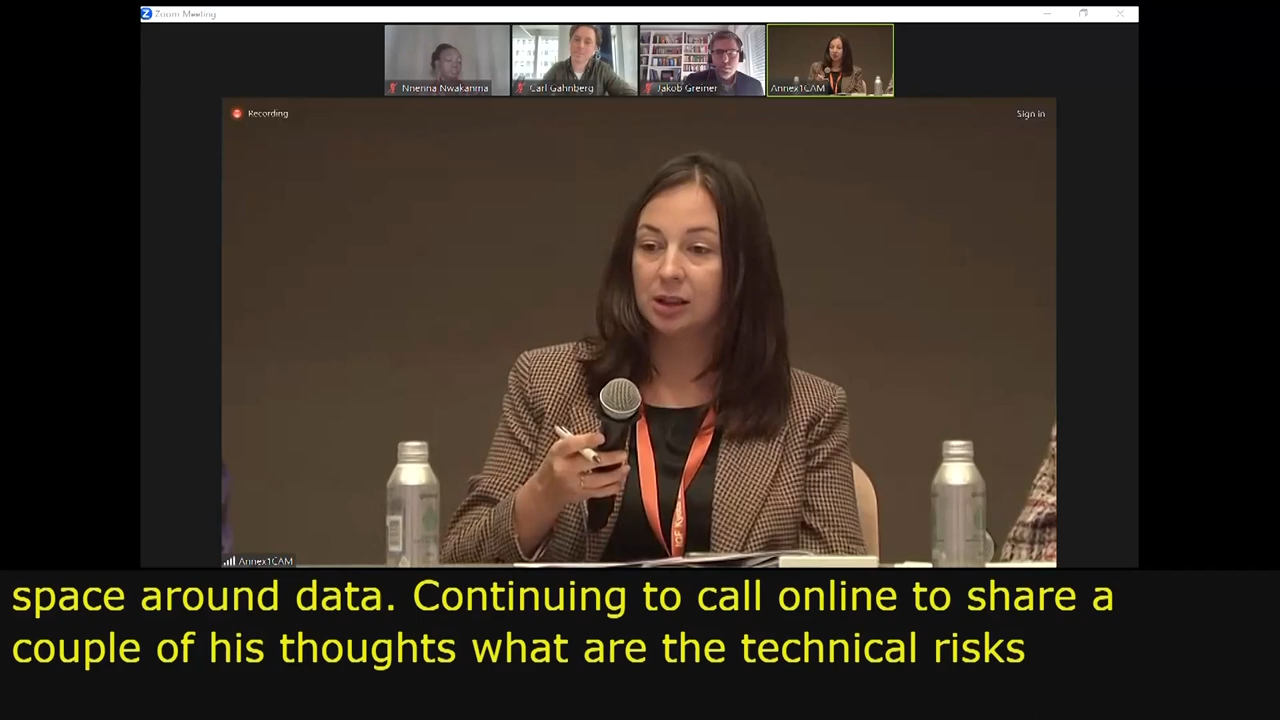 Zoom Meeting
Nnenna Nwakanma
Carl Gahnberg
Jakob Greiner
Annex1CAM
Recording
Sign in
Annex1CAM
space around data. Continuing to call online to share a
couple of his thoughts what are the technical risks